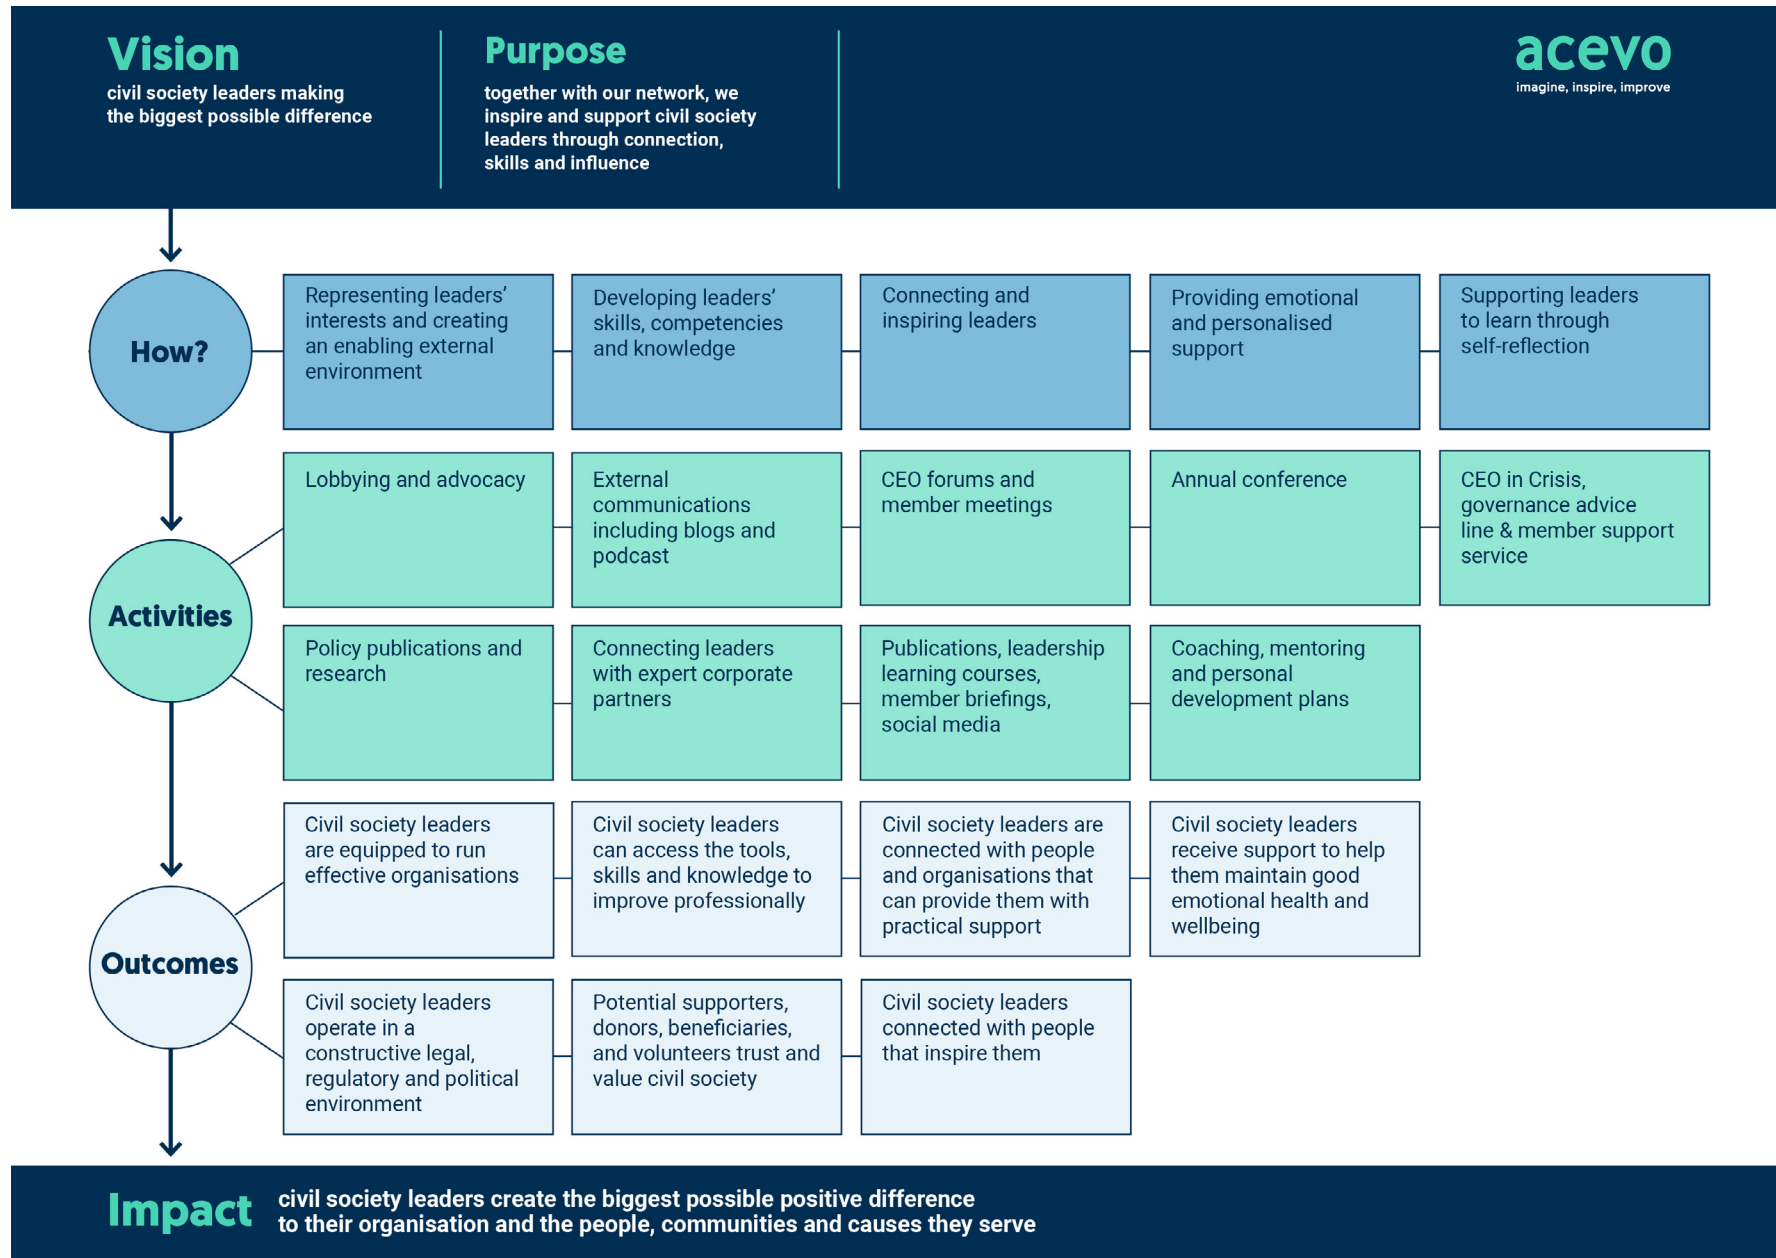 Vision
civil society leaders making
the biggest possible difference
Purpose
together with our network, we
inspire and support civil society
leaders through connection,
skills and influence
acevo
imagine, inspire, improve
How?
Representing leaders’
interests and creating
an enabling external
environment
Developing leaders’
skills, competencies
and knowledge
Connecting and
inspiring leaders
Providing emotional
and personalised
support
Supporting leaders
to learn through
self-reflection
Activities
Lobbying and advocacy
External
communications
including blogs and
podcast
CEO forums and
member meetings
Annual conference
CEO in Crisis,
governance advice
line & member support
service
Policy publications and
research
Connecting leaders
with expert corporate
partners
Publications, leadership
learning courses,
member briefings,
social media
Coaching, mentoring
and personal
development plans
Outcomes
Civil society leaders
are equipped to run
effective organisations
Civil society leaders
can access the tools,
skills and knowledge to
improve professionally
Civil society leaders are
connected with people
and organisations that
can provide them with
practical support
Civil society leaders
receive support to help
them maintain good
emotional health and
wellbeing
Civil society leaders
operate in a
constructive legal,
regulatory and political
environment
Potential supporters,
donors, beneficiaries,
and volunteers trust and
value civil society
Civil society leaders
connected with people
that inspire them
Impact
civil society leaders create the biggest possible positive difference
to their organisation and the people, communities and causes they serve